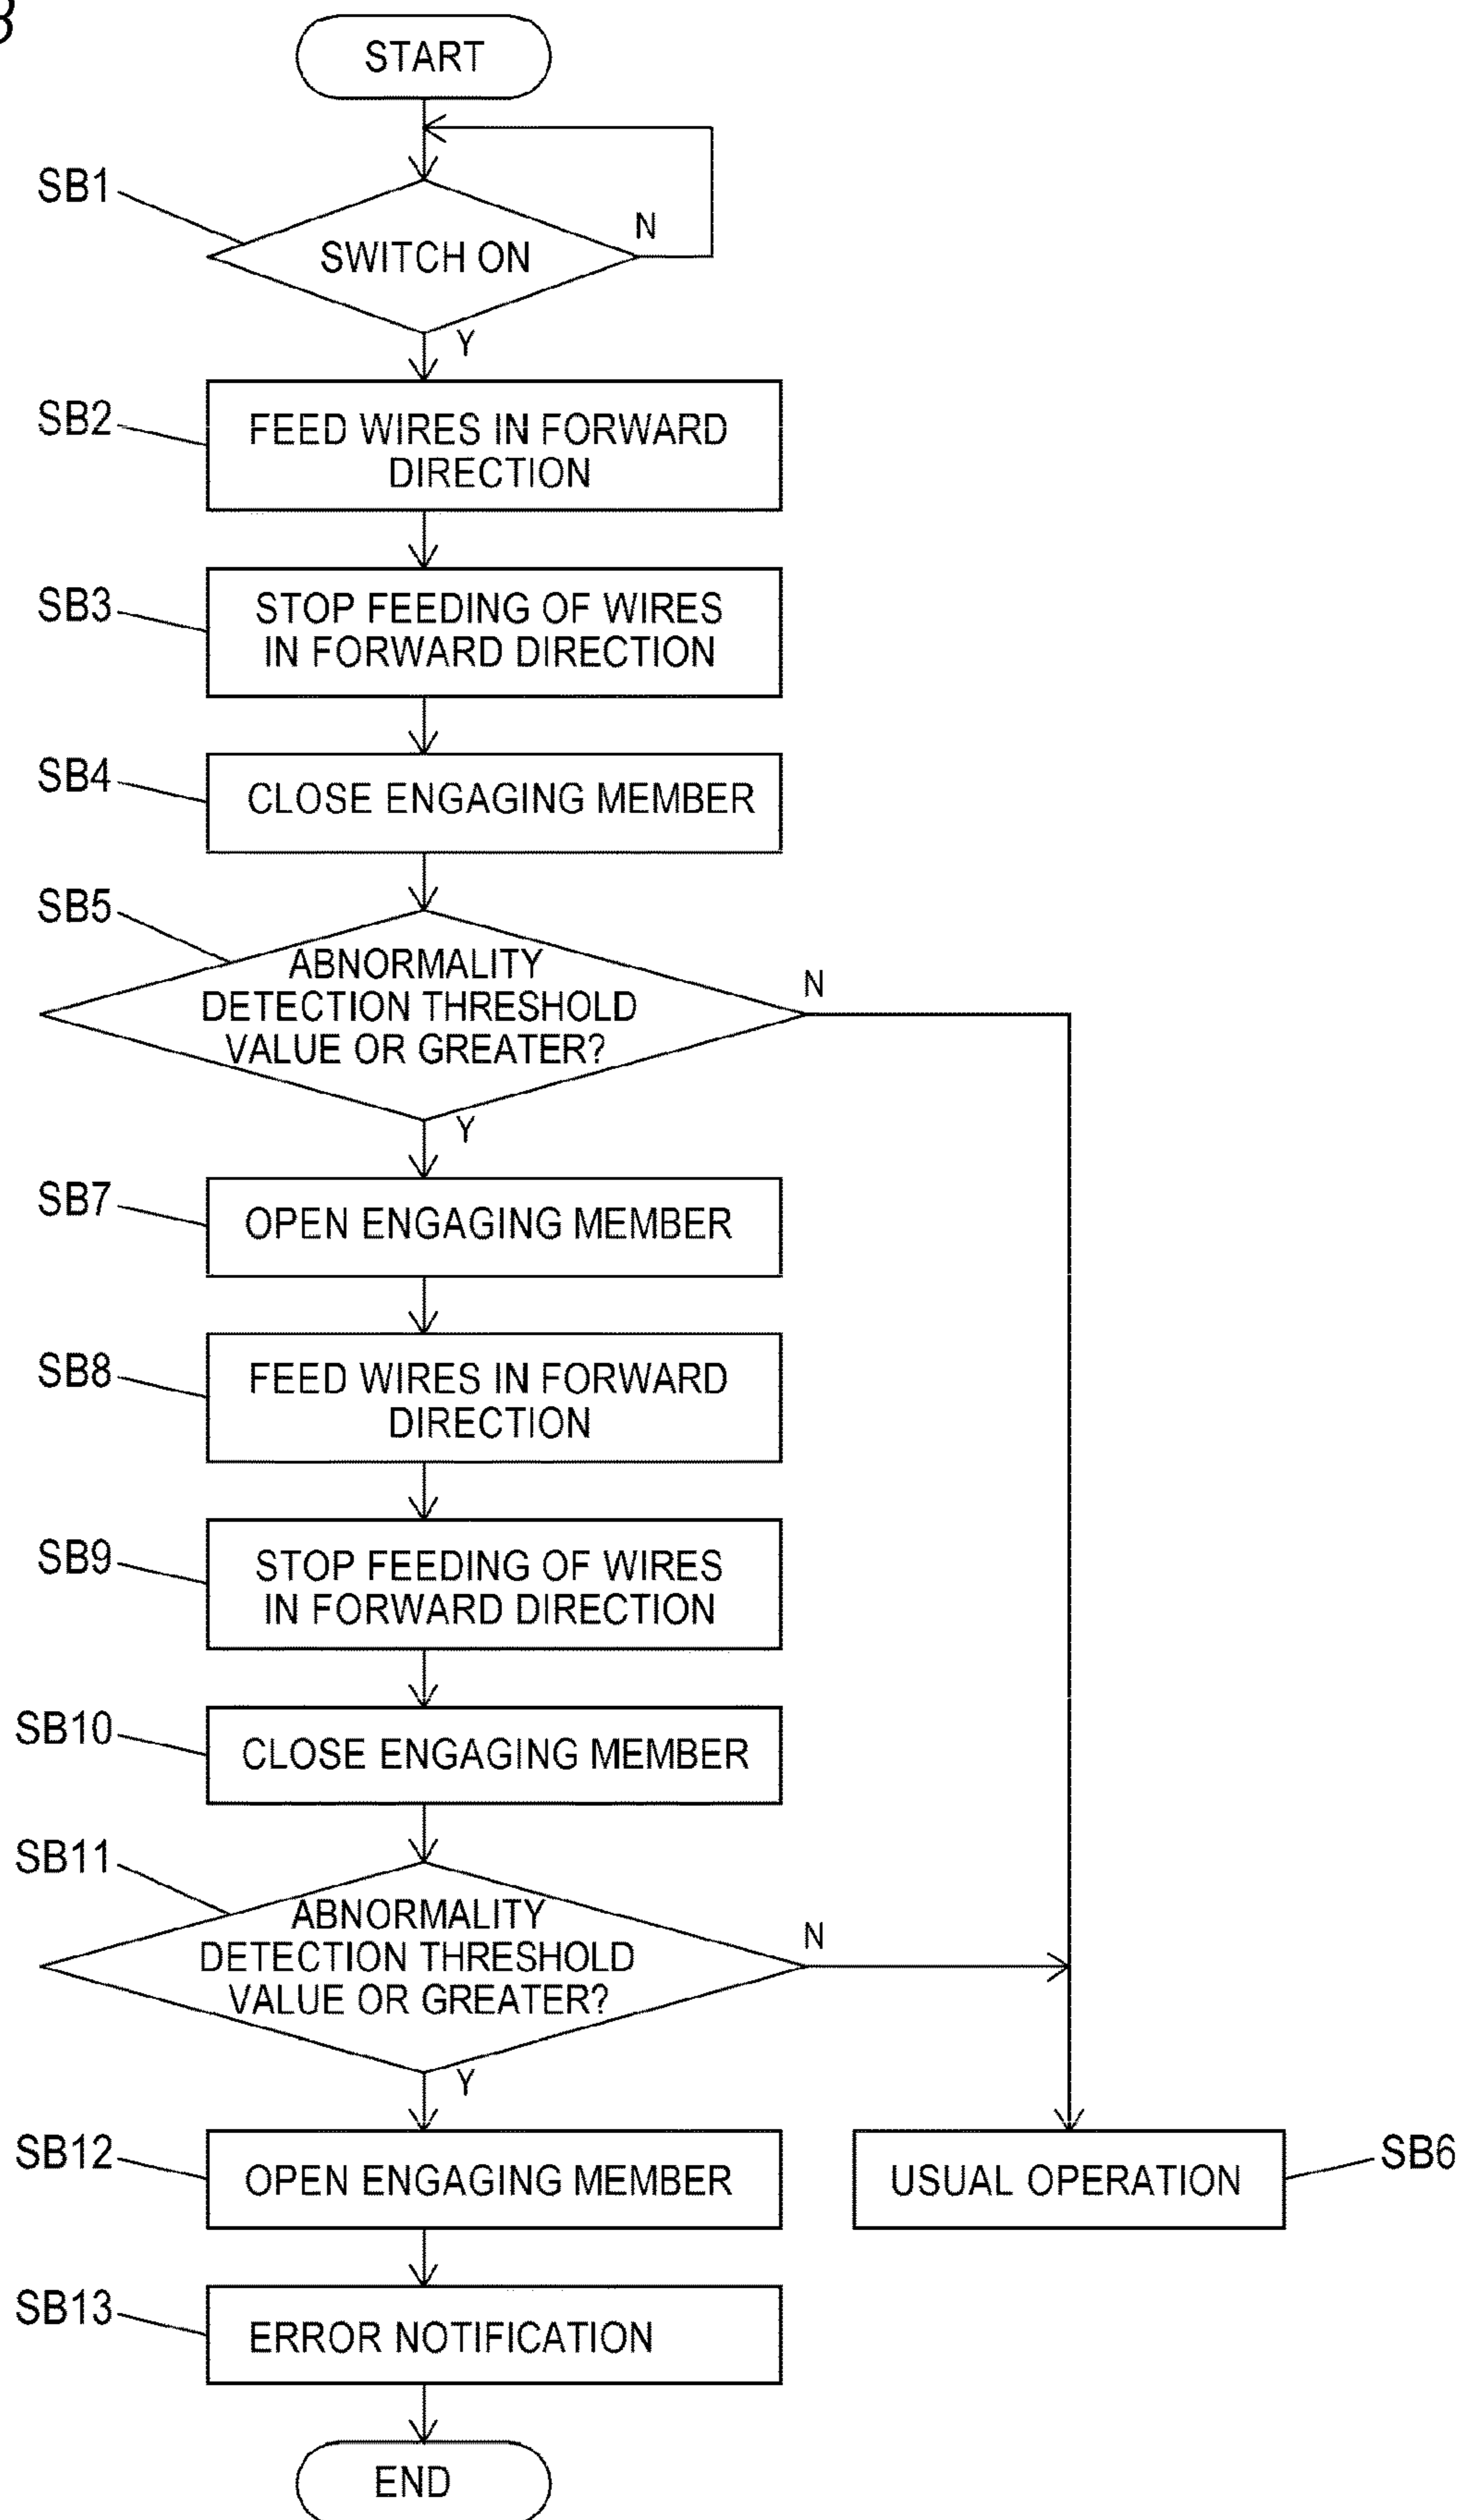 START
SB1
SWITCH ON
N
Y
SB2
FEED WIRES IN FORWARD
DIRECTION
SB3
STOP FEEDING OF WIRES
IN FORWARD DIRECTION
SB4
CLOSE ENGAGING MEMBER
SB5
ABNORMALITY
DETECTION THRESHOLD
VALUE OR GREATER?
N
Y
SB7
OPEN ENGAGING MEMBER
SB8
FEED WIRES IN FORWARD
DIRECTION
SB9
STOP FEEDING OF WIRES
IN FORWARD DIRECTION
SB10
CLOSE ENGAGING MEMBER
SB11
ABNORMALITY
DETECTION THRESHOLD
VALUE OR GREATER?
N
Y
SB12
OPEN ENGAGING MEMBER
USUAL OPERATION
SB6
SB13
ERROR NOTIFICATION
END